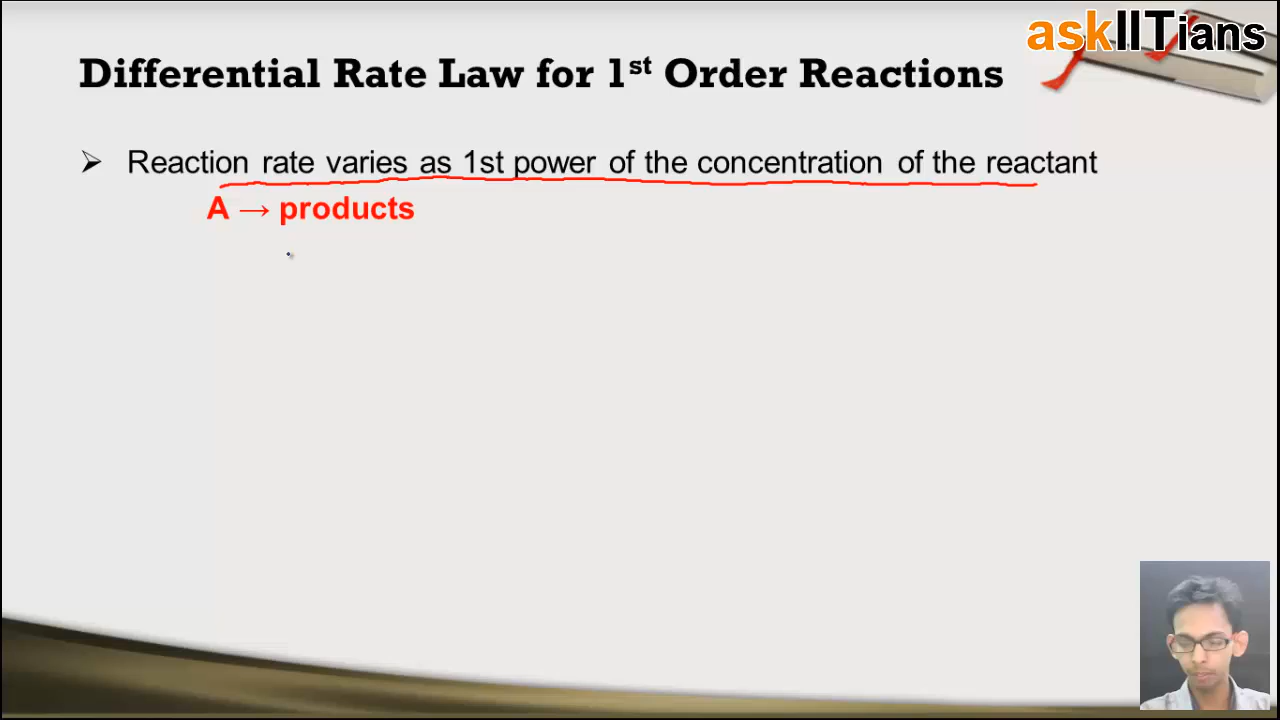 askIITians
Differential Rate Law for 1st Order Reactions
➢ Reaction rate varies as 1st power of the concentration of the reactant
A → products